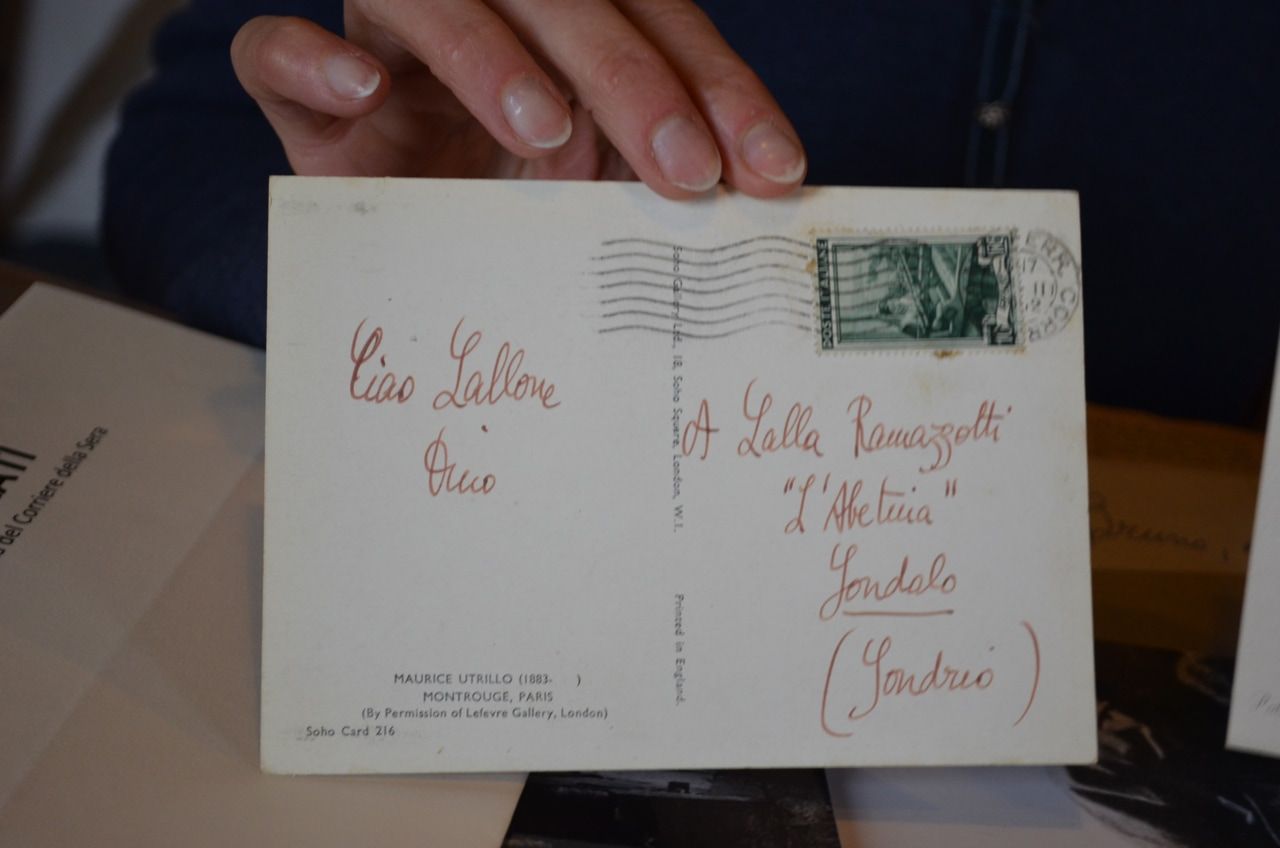 Ciao Lallone
Dino
A Lalla Ramazzotti
"L'Abetina"
Sondalo
(Sondrio)
Soho Gallery Ltd., 18, Soho Square, London, W.1. Printed in England.
MAURICE UTRILLO (1883- )
MONTROUGE, PARIS
(By Permission of Lefevre Gallery, London)
Soho Card 216
del Corriere della Sera